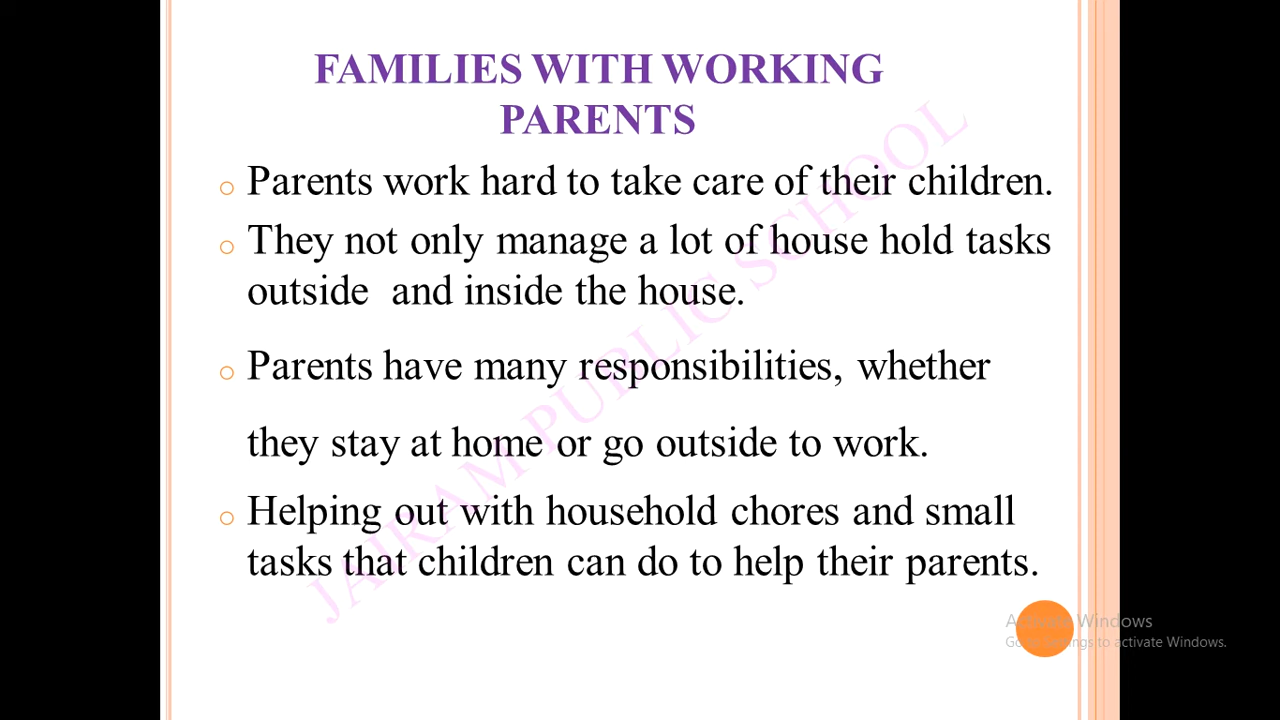 FAMILIES WITH WORKING
PARENTS
Parents work hard to take care of their children.
They not only manage a lot of house hold tasks
outside and inside the house.
Parents have many responsibilities, whether
they stay at home or go outside to work.
Helping out with household chores and small
tasks that children can do to help their parents.
JAIRAM PUBLIC SCHOOL
Activate Windows
Go to Settings to activate Windows.